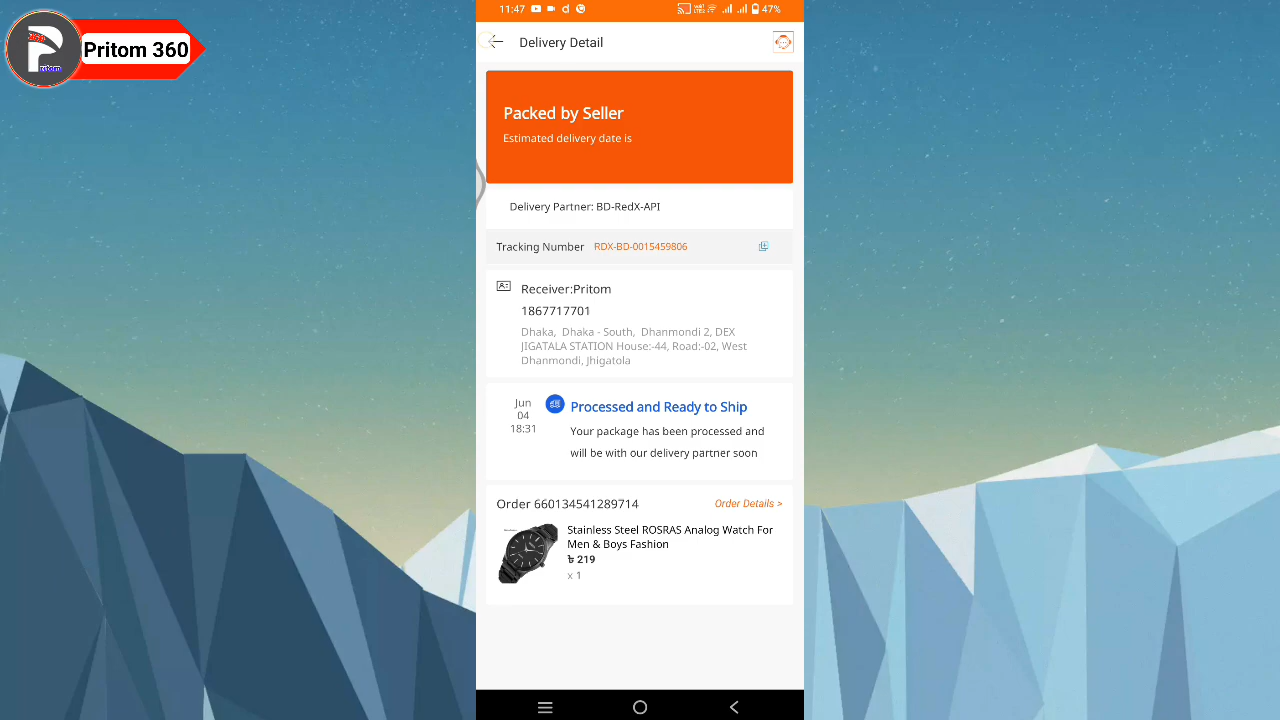 360
Pritom
Pritom 360
11:47
47%
Delivery Detail
Packed by Seller
Estimated delivery date is
Delivery Partner: BD-RedX-API
Tracking Number RDX-BD-0015459806
Receiver:Pritom
1867717701
Dhaka, Dhaka - South, Dhanmondi 2, DEX
JIGATALA STATION House:-44, Road:-02, West
Dhanmondi, Jhigatola
Jun
04
18:31
Processed and Ready to Ship
Your package has been processed and
will be with our delivery partner soon
Order 660134541289714
Order Details >
Stainless Steel ROSRAS Analog Watch For
Men & Boys Fashion
৳ 219
x 1